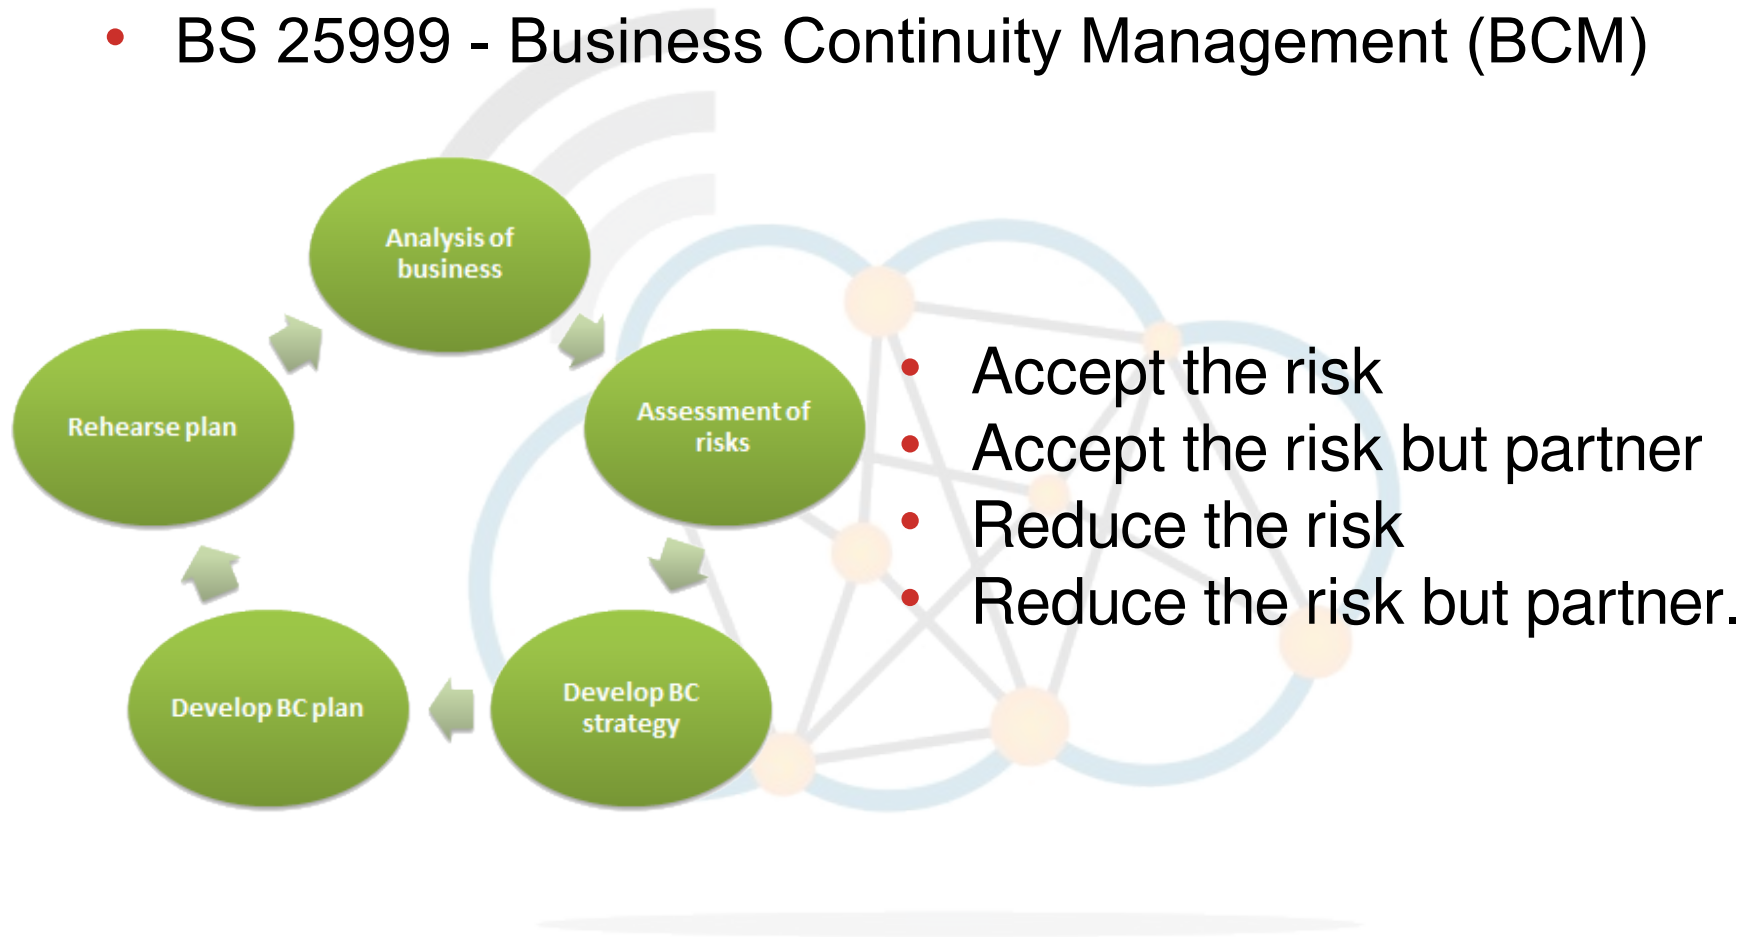 • BS 25999 - Business Continuity Management (BCM)
Analysis of
business
Assessment of
risks
Develop BC
strategy
Develop BC plan
Rehearse plan
• Accept the risk
• Accept the risk but partner
• Reduce the risk
• Reduce the risk but partner.